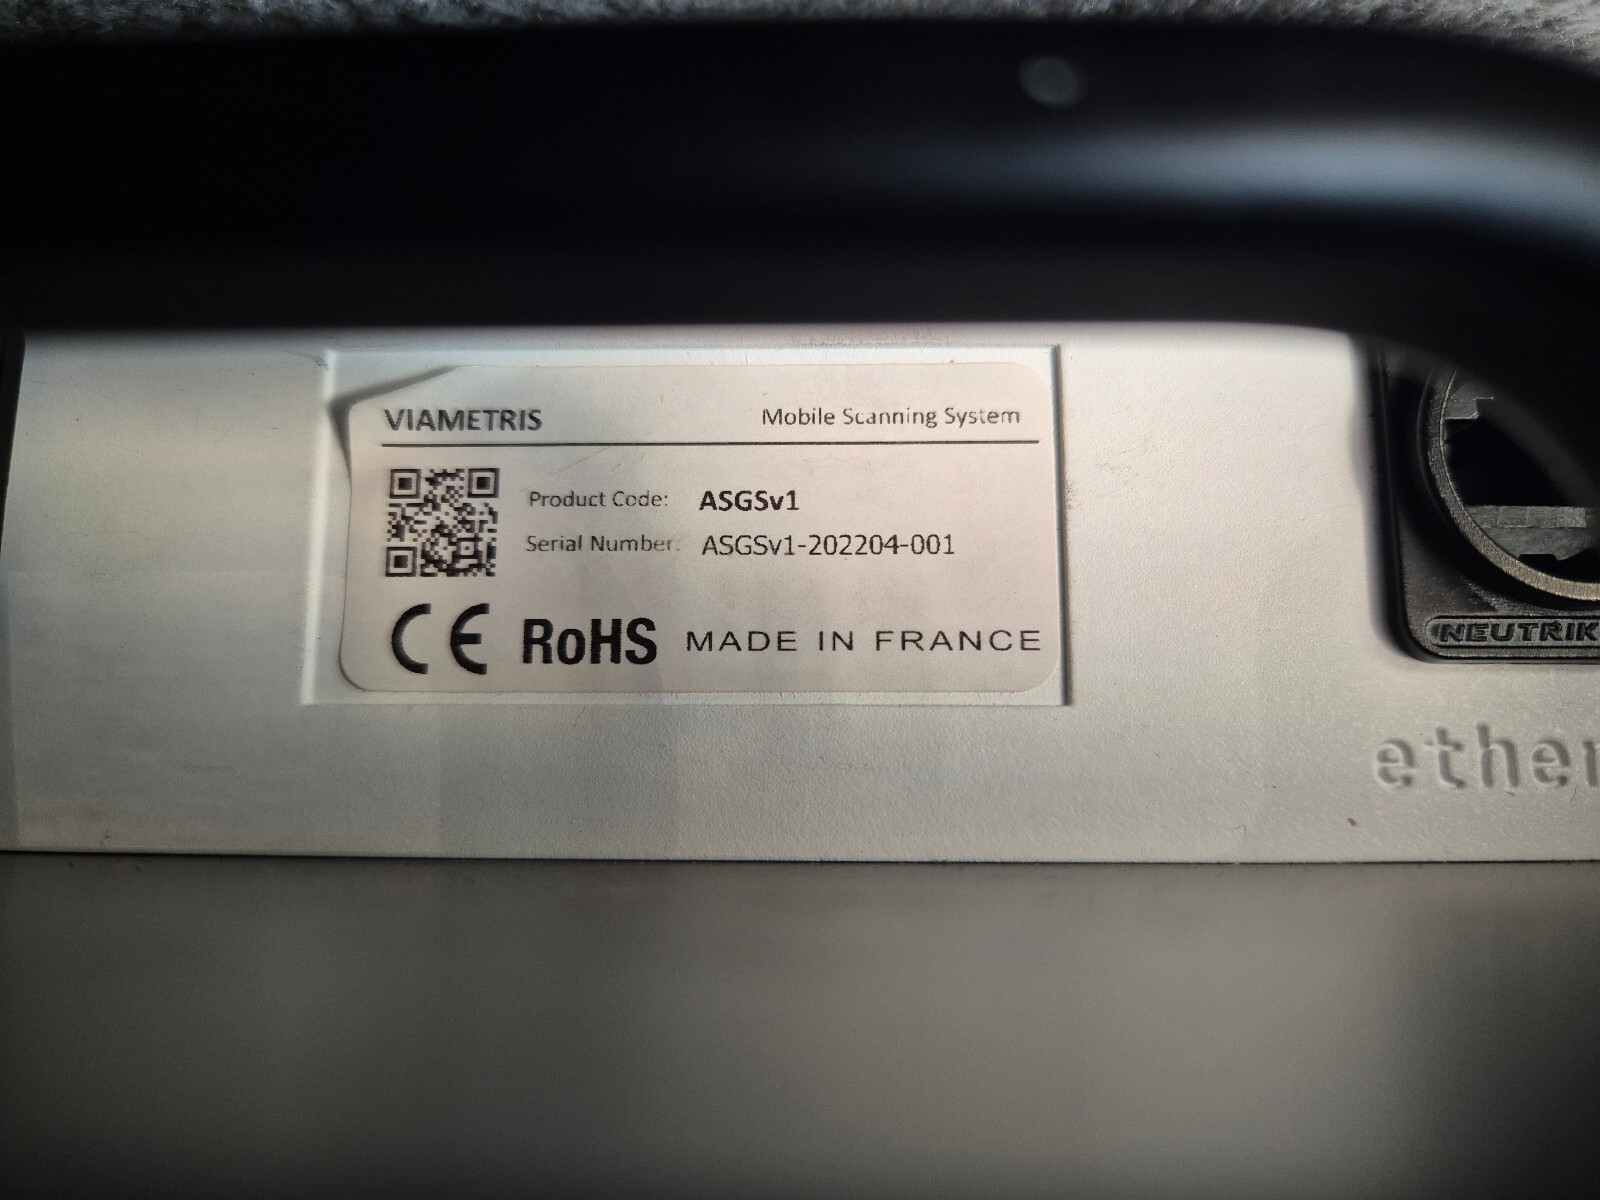 VIAMETRIS Mobile Scanning System
Product Code: ASGSv1
Serial Number: ASGSv1-202204-001
CE RoHS MADE IN FRANCE
NEUTRIK
ether